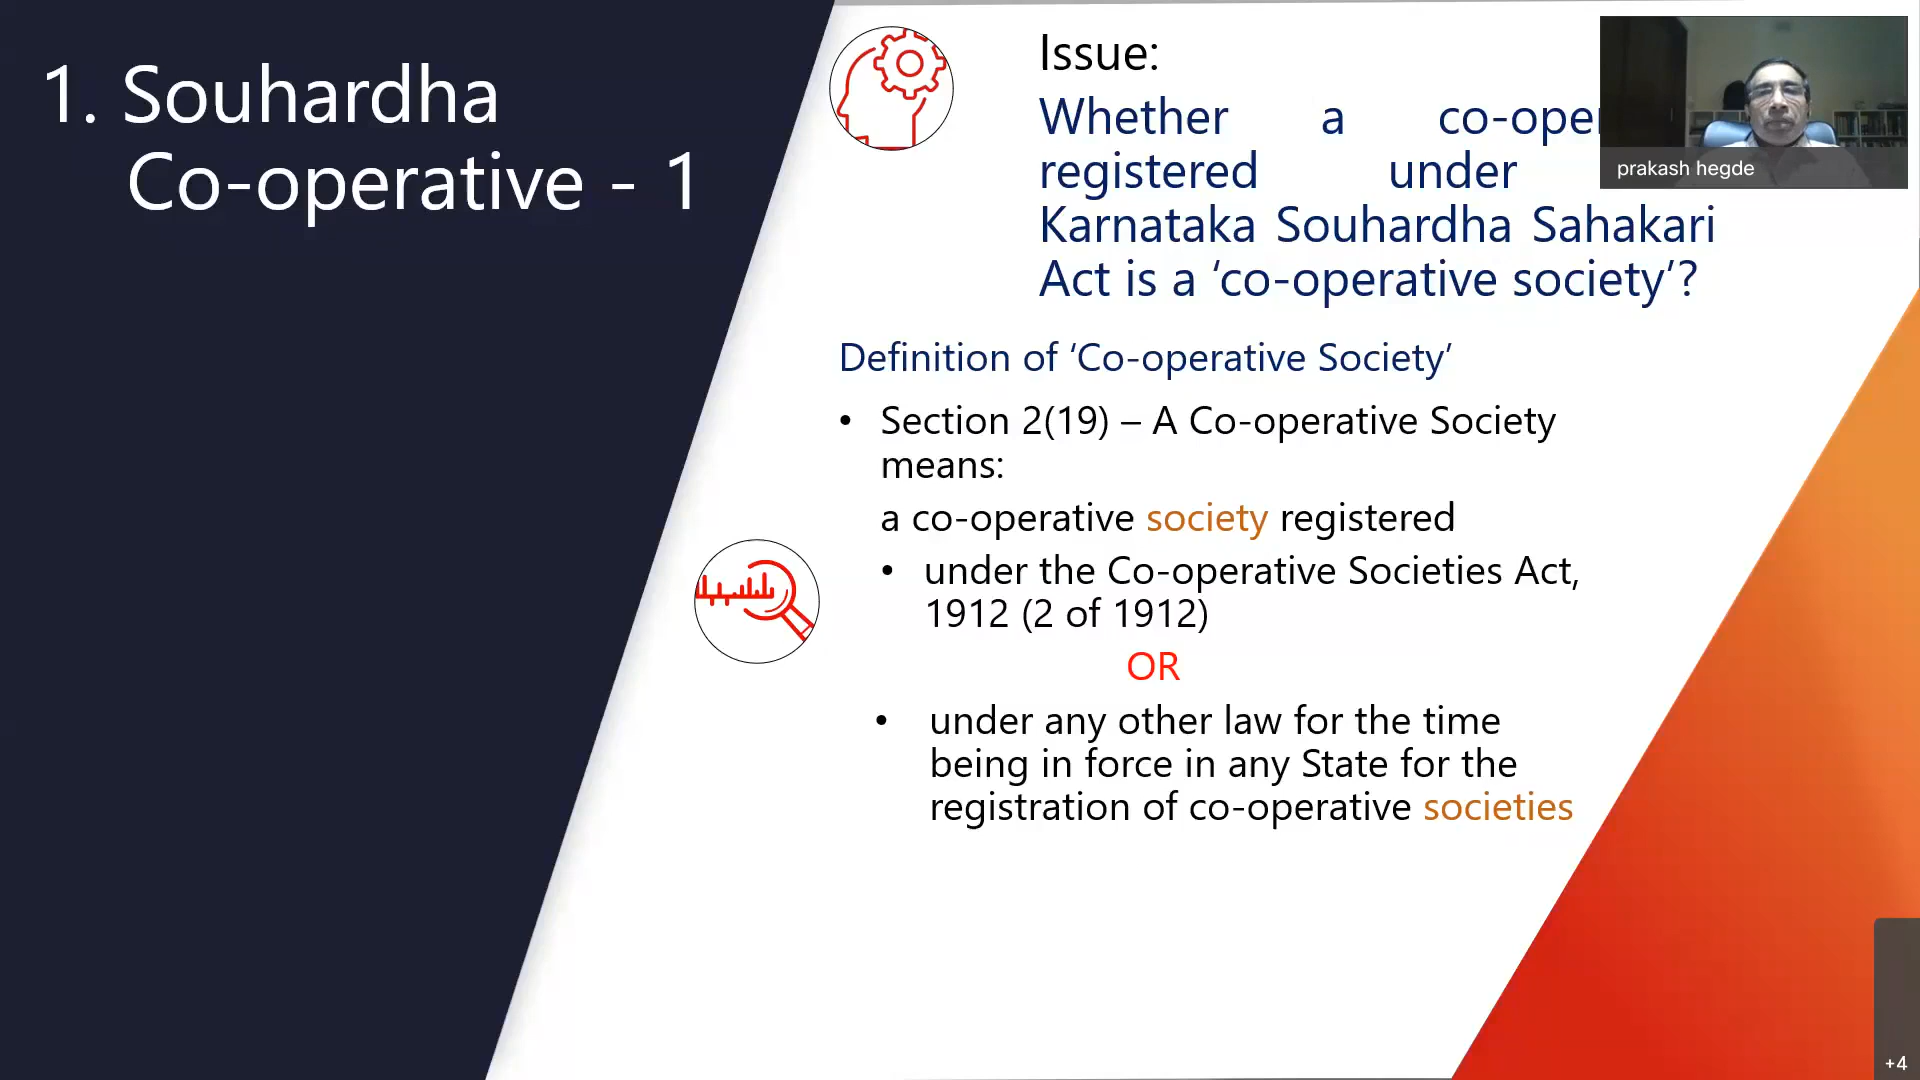 1. Souhardha
Co-operative - 1
Issue:
Whether a
registered under
Karnataka Souhardha Sahakari
Act is a ‘co-operative society’?
prakash hegde
Definition of ‘Co-operative Society’
• Section 2(19) – A Co-operative Society
means:
a co-operative society registered
• under the Co-operative Societies Act,
1912 (2 of 1912)
OR
• under any other law for the time
being in force in any State for the
registration of co-operative societies
+4